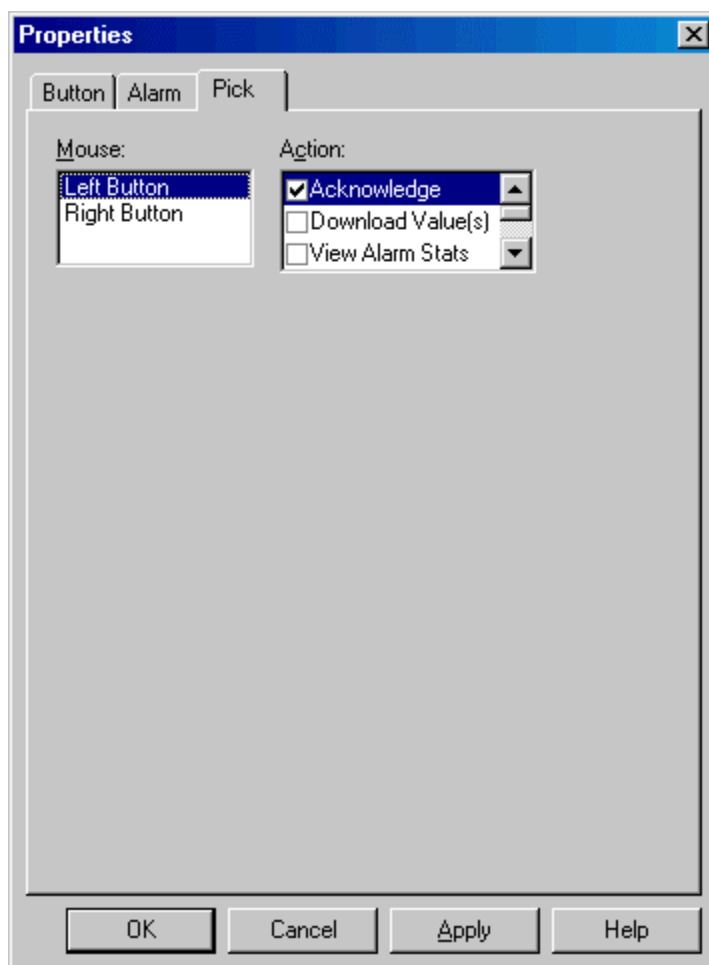 Properties
Button Alarm Pick
Mouse: Action:
Left Button
Right Button
Acknowledge
Download Value(s)
View Alarm Stats
OK Cancel Apply Help